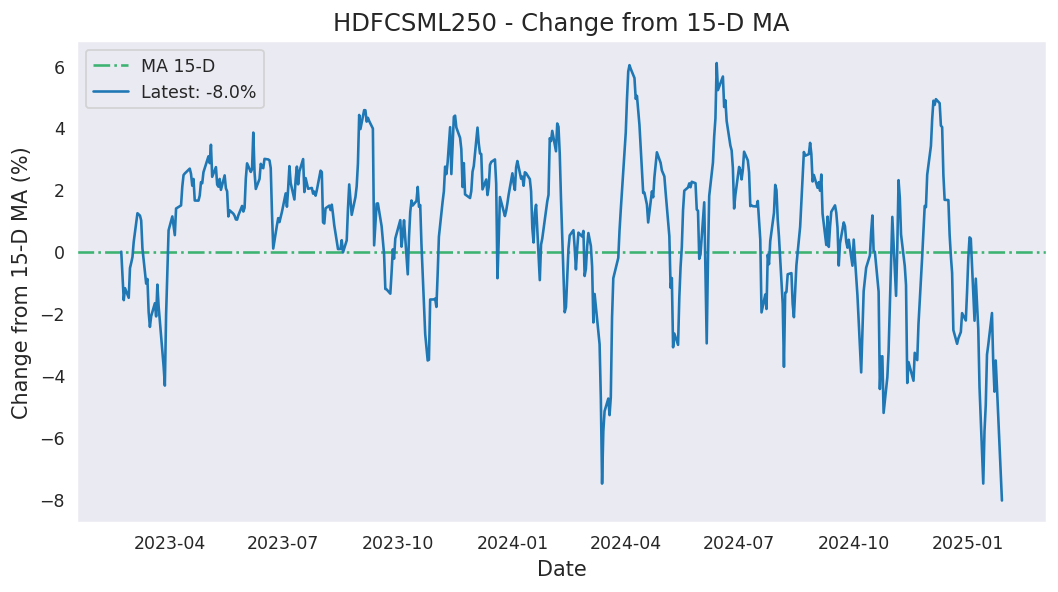 HDFCSML250 - Change from 15-D MA
MA 15-D
Latest: -8.0%
Change from 15-D MA (%)
6
4
2
0
−2
−4
−6
−8
2023-04 2023-07 2023-10 2024-01 2024-04 2024-07 2024-10 2025-01
Date